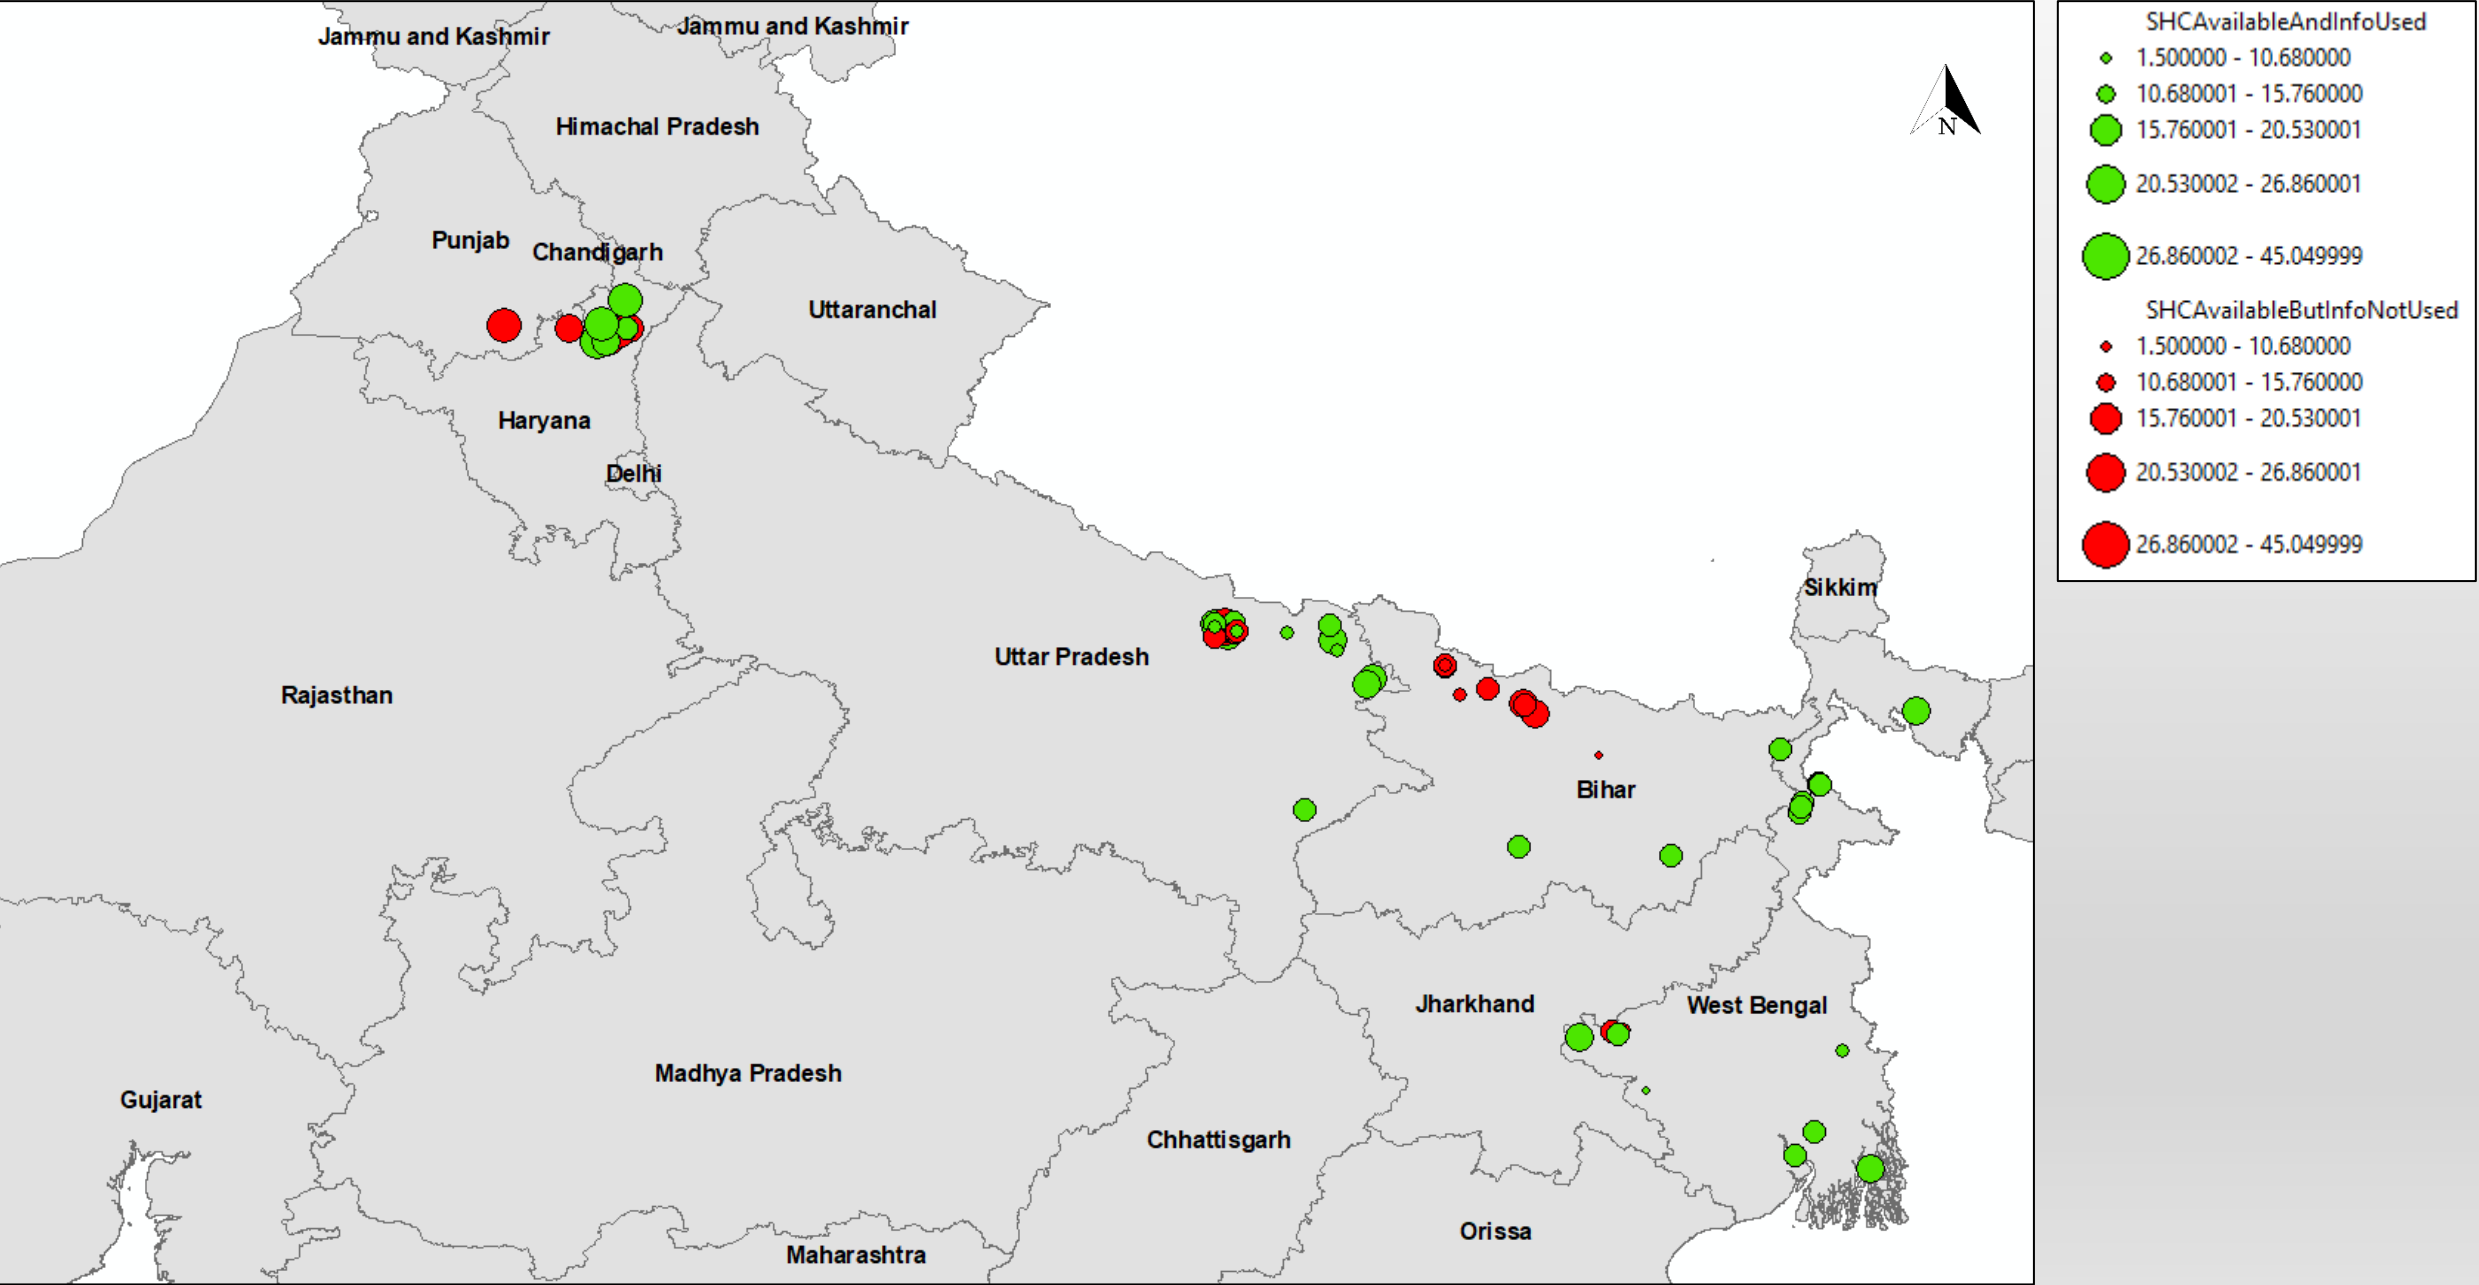 Jammu and Kashmir
Jammu and Kashmir
Himachal Pradesh
N
Punjab
Chandigarh
Uttaranchal
Haryana
Delhi
Sikkim
Uttar Pradesh
Rajasthan
Bihar
Jharkhand
West Bengal
Madhya Pradesh
Gujarat
Chhattisgarh
Orissa
Maharashtra
SHCAvailableAndInfoUsed
1.500000 - 10.680000
10.680001 - 15.760000
15.760001 - 20.530001
20.530002 - 26.860001
26.860002 - 45.049999
SHCAvailableButInfoNotUsed
1.500000 - 10.680000
10.680001 - 15.760000
15.760001 - 20.530001
20.530002 - 26.860001
26.860002 - 45.049999